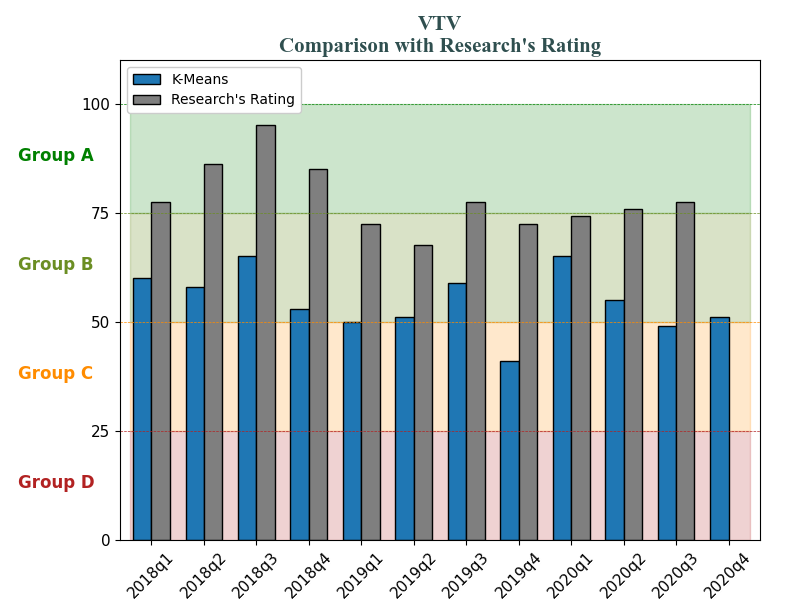 VTV
Comparison with Research's Rating
K-Means
Research's Rating
100
Group A
75
Group B
50
Group C
25
Group D
0
2018q1
2018q2
2018q3
2018q4
2019q1
2019q2
2019q3
2019q4
2020q1
2020q2
2020q3
2020q4